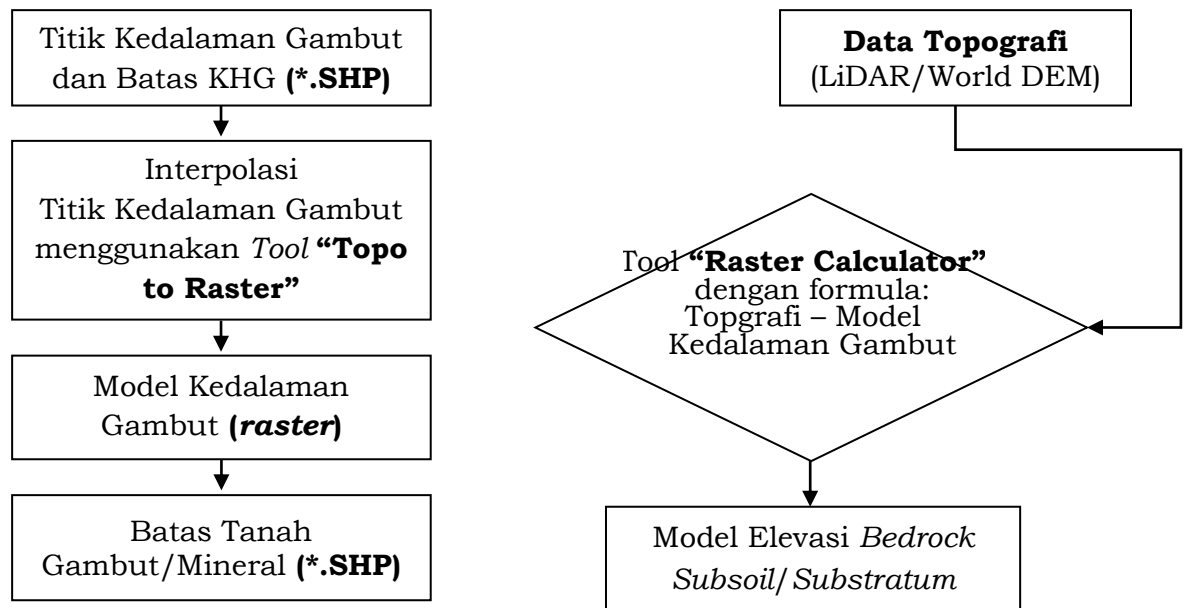 Titik Kedalaman Gambut
dan Batas KHG (*.SHP)
Interpolasi
Titik Kedalaman Gambut
menggunakan Tool “Topo
to Raster”
Model Kedalaman
Gambut (raster)
Batas Tanah
Gambut/Mineral (*.SHP)
Data Topografi
(LiDAR/World DEM)
Tool “Raster Calculator”
dengan formula:
Topgrafi – Model
Kedalaman Gambut
Model Elevasi Bedrock
Subsoil/Substratum